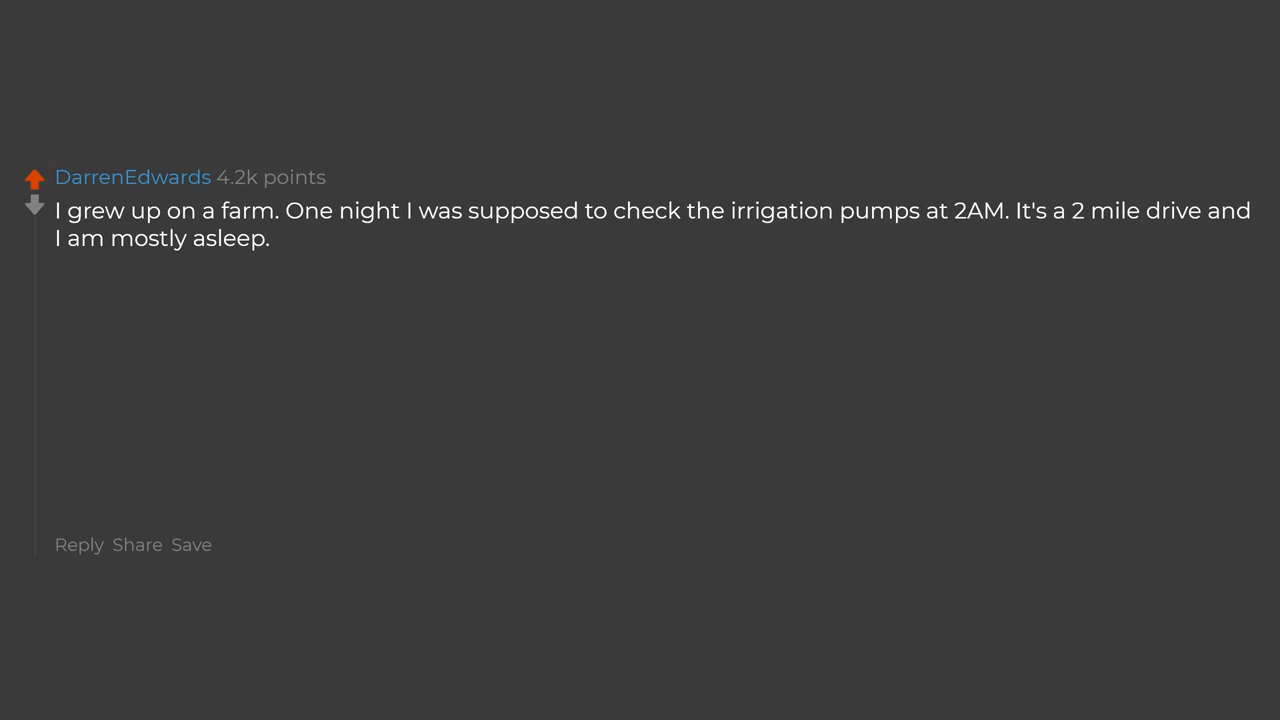 DarrenEdwards 4.2k points
I grew up on a farm. One night I was supposed to check the irrigation pumps at 2AM. It's a 2 mile drive and
I am mostly asleep.
Reply Share Save